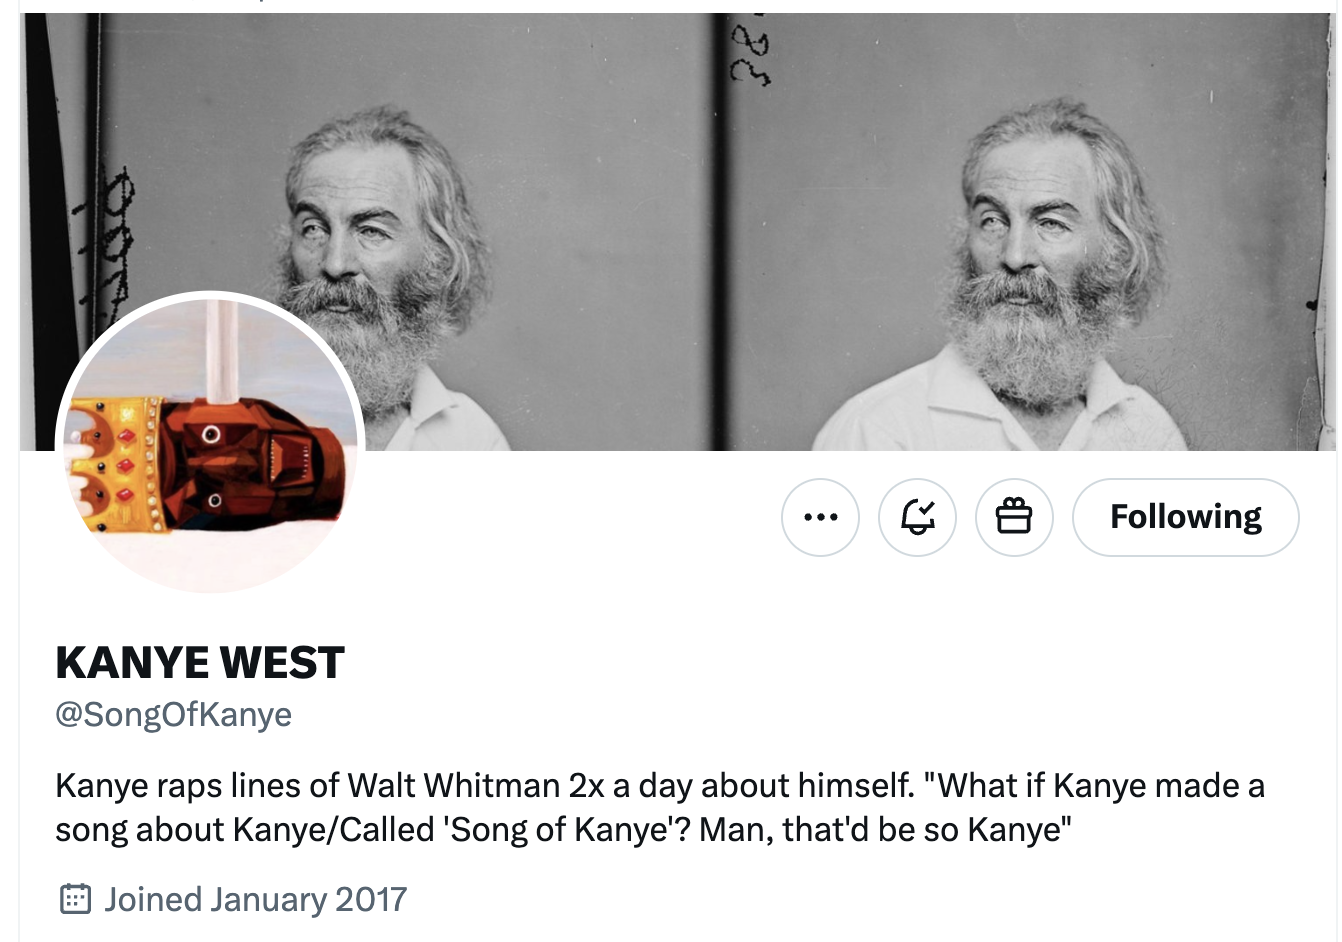 38.
KANYE WEST
@SongOfKanye
Kanye raps lines of Walt Whitman 2x a day about himself. "What if Kanye made a
song about Kanye/Called 'Song of Kanye'? Man, that'd be so Kanye"
Joined January 2017
Following